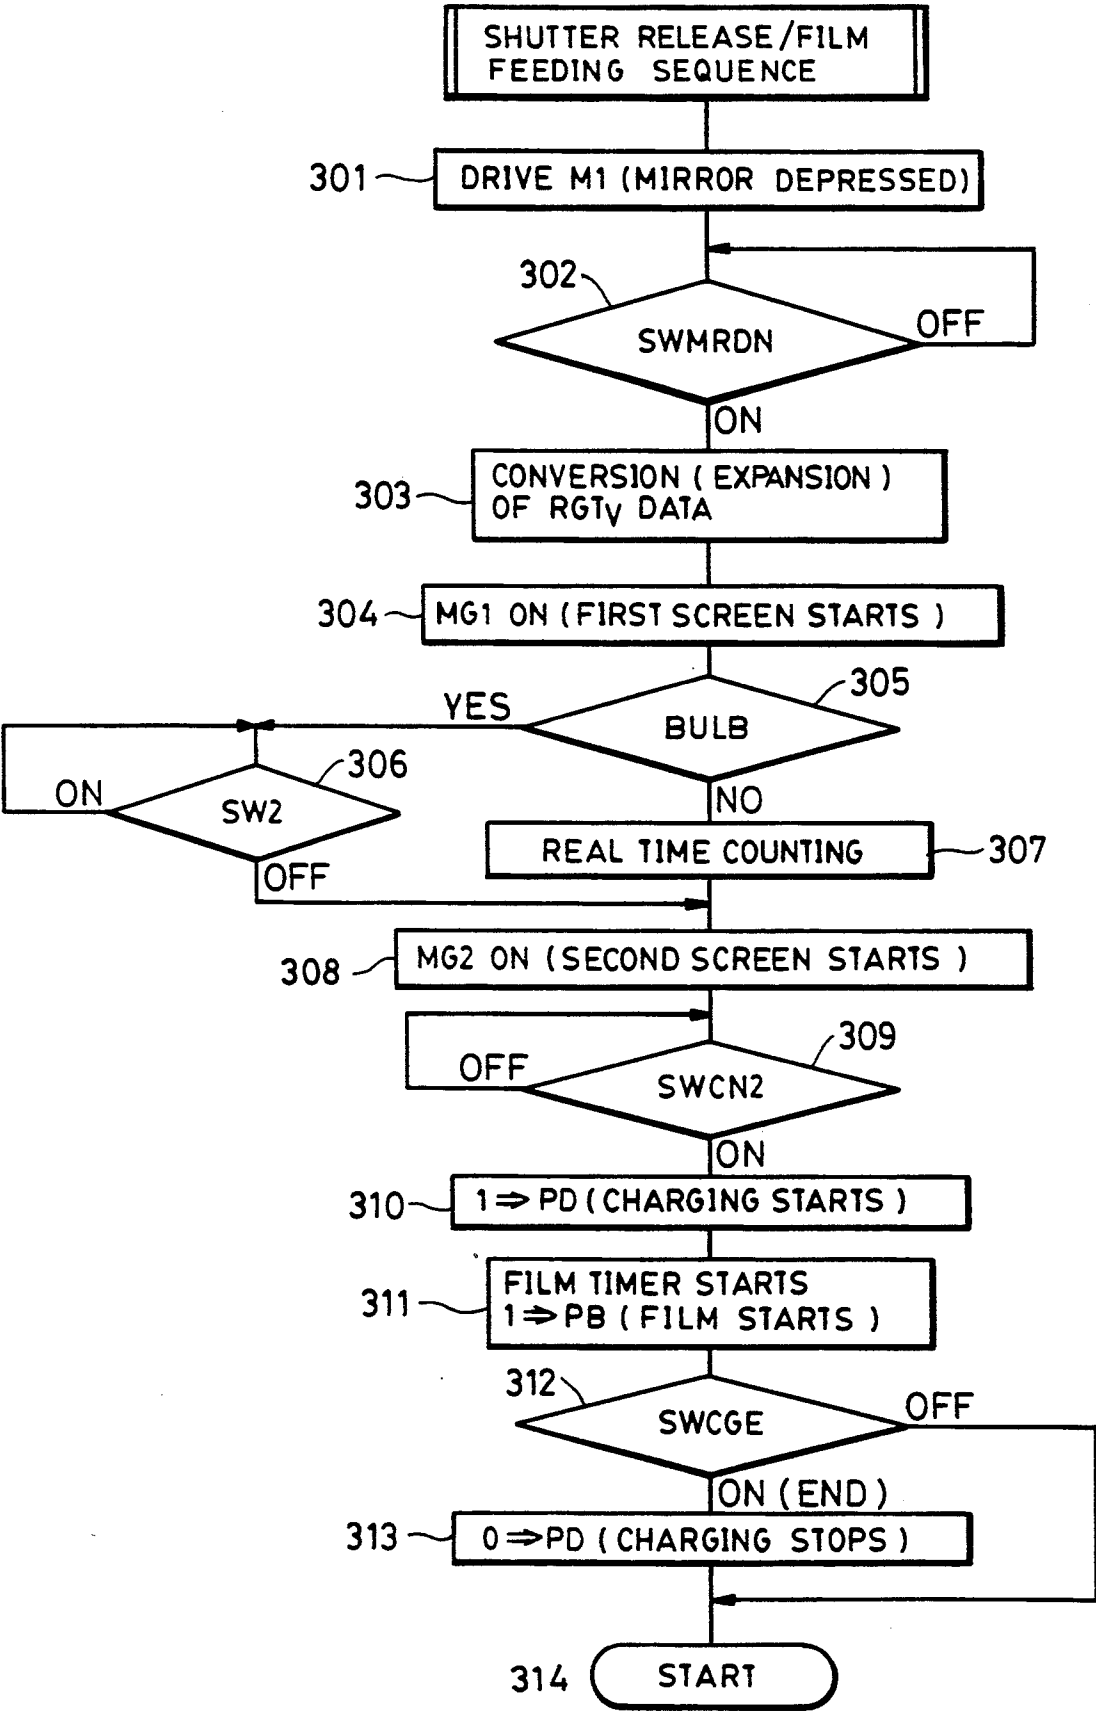 SHUTTER RELEASE/FILM
FEEDING SEQUENCE
301
DRIVE M1 (MIRROR DEPRESSED)
302
SWMRDN
OFF
ON
303
CONVERSION (EXPANSION)
OF RGTV DATA
304
MG1 ON (FIRST SCREEN STARTS)
305
YES
BULB
306
ON
SW2
NO
OFF
REAL TIME COUNTING
307
308
MG2 ON (SECOND SCREEN STARTS)
309
OFF
SWCN2
ON
310
1⇒PD (CHARGING STARTS)
311
FILM TIMER STARTS
1⇒PB (FILM STARTS)
312
SWCGE
OFF
ON (END)
313
0⇒PD (CHARGING STOPS)
314
START